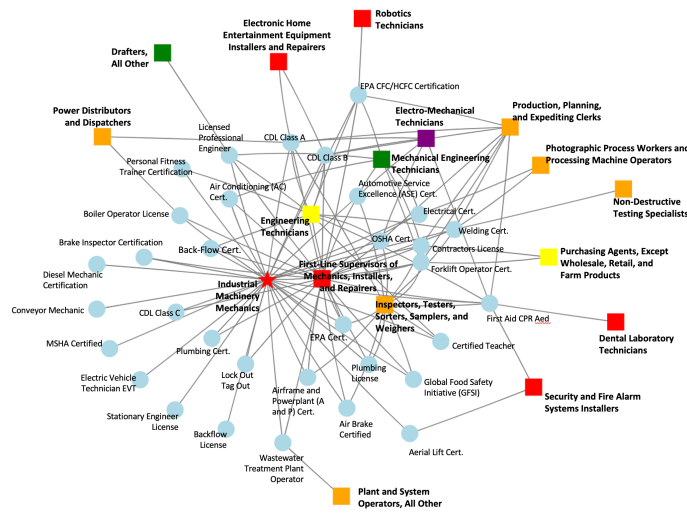 Robotics
Technicians
Electronic Home
Entertainment Equipment
Installers and Repairers
Drafters,
All Other
EPA CFC/HCFC Certification
Power Distributors
and Dispatchers
Electro-Mechanical
Technicians
Production, Planning,
and Expediting Clerks
Licensed
Professional
Engineer
CDL Class A
CDL Class B
Mechanical Engineering
Technicians
Photographic Process Workers and
Processing Machine Operators
Personal Fitness
Trainer Certification
Air Conditioning (AC)
Cert.
Automotive Service
Excellence (ASE) Cert.
Non-Destructive
Testing Specialists
Boiler Operator License
Engineering
Technicians
Electrical Cert.
Welding Cert.
Brake Inspector Certification
Back-Flow Cert.
OSHA Cert.
Contractors License
Purchasing Agents, Except
Wholesale, Retail, and
Farm Products
Diesel Mechanic
Certification
First-Line Supervisors
of Mechanics, Installers,
and Repairers
Forklift Operator Cert.
Industrial
Machinery
Mechanics
Conveyor Mechanic
CDL Class C
Inspectors, Testers,
Sorters, Samplers, and
Weighers
First Aid CPR Aed
MSHA Certified
Plumbing Cert.
EPA Cert.
Certified Teacher
Dental Laboratory
Technicians
Electric Vehicle
Technician EVT
Lock Out
Tag Out
Airframe and
Powerplant (A
and P) Cert.
Plumbing
License
Global Food Safety
Initiative (GFSI)
Security and Fire Alarm
Systems Installers
Stationary Engineer
License
Backflow
License
Air Brake
Certified
Aerial Lift Cert.
Wastewater
Treatment Plant
Operator
Plant and System
Operators, All Other